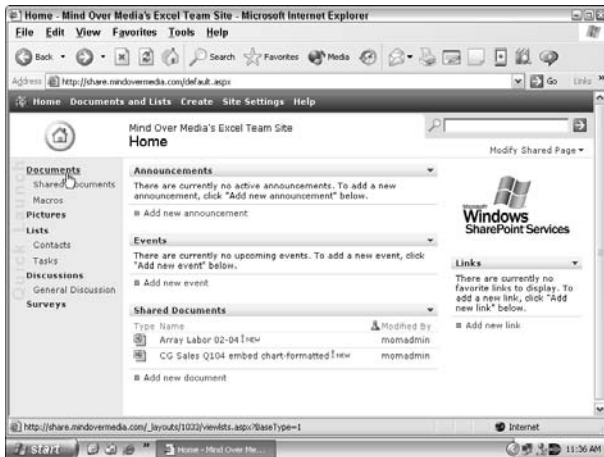 Home - Mind Over Media's Excel Team Site - Microsoft Internet Explorer
File Edit View Favorites Tools Help
Back Search Favorites Media
Address http://share.mindovermedia.com/default.aspx Go Links »
Home Documents and Lists Create Site Settings Help
Mind Over Media's Excel Team Site
Home
Modify Shared Page
Quick Launch
Documents
Shared Documents
Macros
Pictures
Lists
Contacts
Tasks
Discussions
General Discussion
Surveys
Announcements
There are currently no active announcements. To add a new
announcement, click "Add new announcement" below.
Add new announcement
Events
There are currently no upcoming events. To add a new event, click
"Add new event" below.
Add new event
Shared Documents
Type Name Modified By
Array Labor 02-04 ! NEW momadmin
CG Sales Q104 embed chart-formatted ! NEW momadmin
Add new document
Microsoft
Windows
SharePoint Services
Links
There are currently no
favorite links to display. To
add a new link, click "Add
new link" below.
Add new link
http://share.mindovermedia.com/_layouts/1033/viewlsts.aspx?BaseType=1 Internet
start » Home - Mind Over Me... 11:36 AM